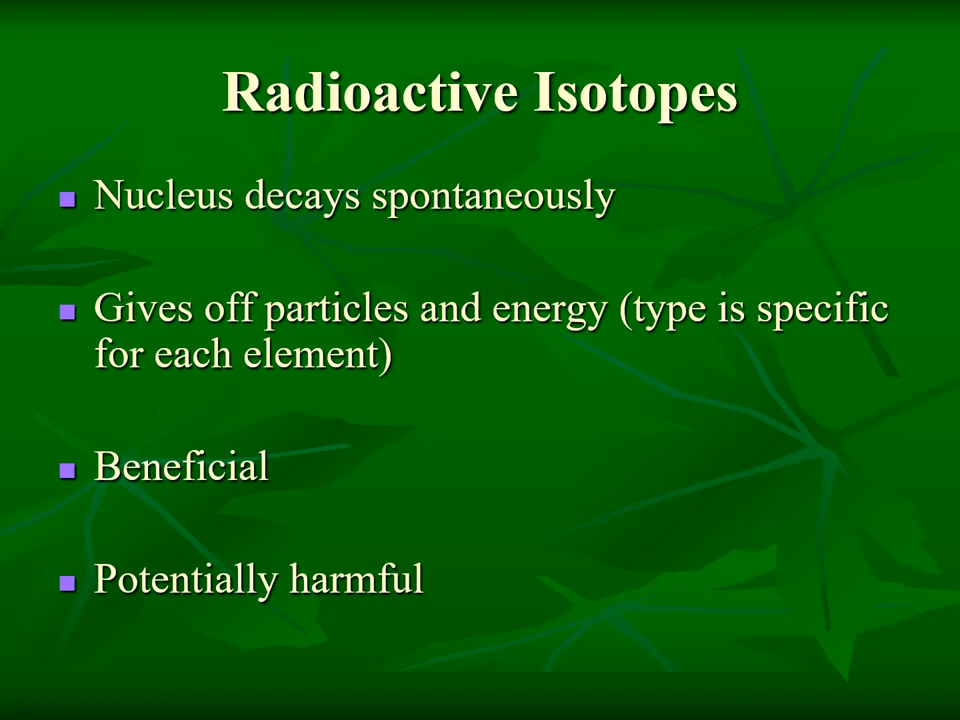 Radioactive Isotopes
Nucleus decays spontaneously
Gives off particles and energy (type is specific
for each element)
Beneficial
Potentially harmful